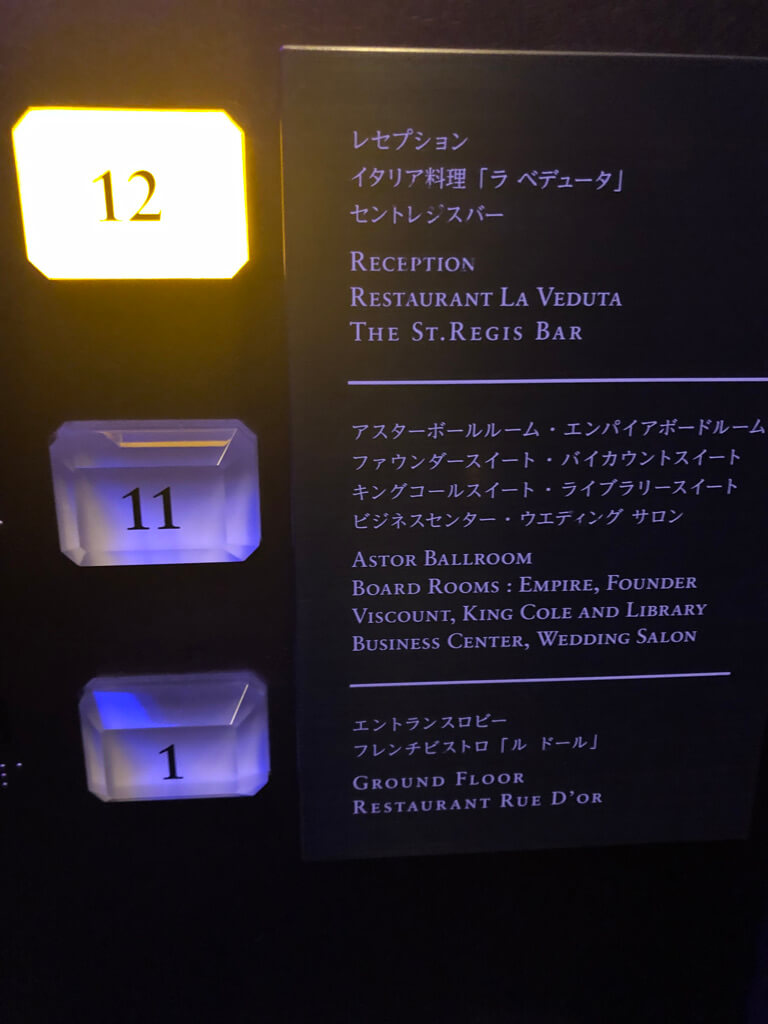 12
レセプション
イタリア料理「ラ ベデュータ」
セントレジスバー
RECEPTION
RESTAURANT LA VEDUTA
THE ST.REGIS BAR
11
アスターボールルーム・エンパイアボードルーム
ファウンダースイート・バイカウントスイート
キングコールスイート・ライブラリースイート
ビジネスセンター・ウエディング サロン
ASTOR BALLROOM
BOARD ROOMS : EMPIRE, FOUNDER
VISCOUNT, KING COLE AND LIBRARY
BUSINESS CENTER, WEDDING SALON
1
エントランスロビー
フレンチビストロ「ル ドール」
GROUND FLOOR
RESTAURANT RUE D'OR